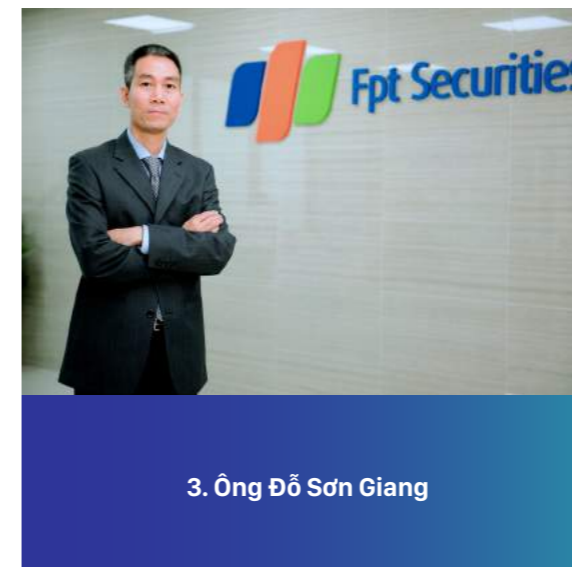 Fpt Securities
3. Ông Đỗ Sơn Giang